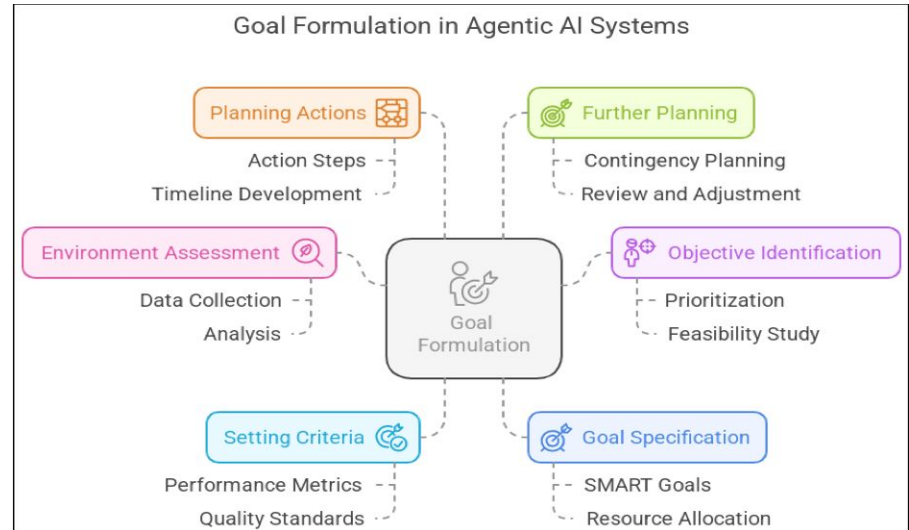 Goal Formulation in Agentic AI Systems
Planning Actions
Action Steps
Timeline Development
Further Planning
Contingency Planning
Review and Adjustment
Environment Assessment
Data Collection
Analysis
Goal
Formulation
Objective Identification
Prioritization
Feasibility Study
Setting Criteria
Performance Metrics
Quality Standards
Goal Specification
SMART Goals
Resource Allocation